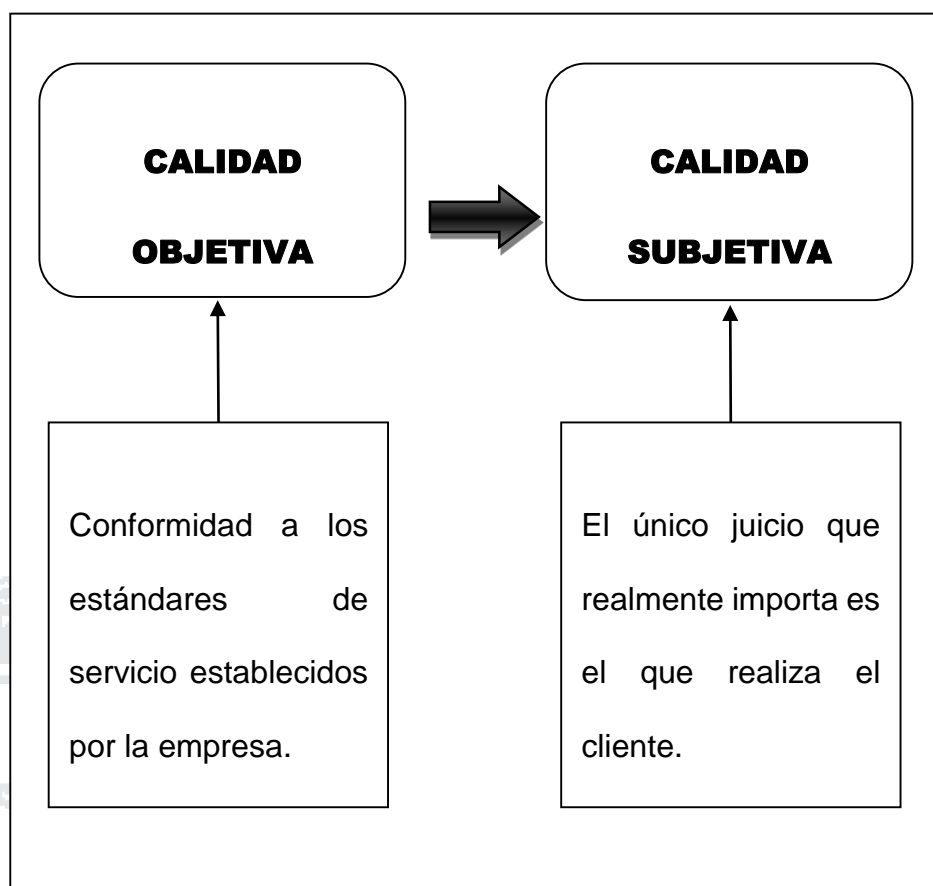 CALIDAD
OBJETIVA
CALIDAD
SUBJETIVA
Conformidad a los
estándares de
servicio establecidos
por la empresa.
El único juicio que
realmente importa es
el que realiza el
cliente.